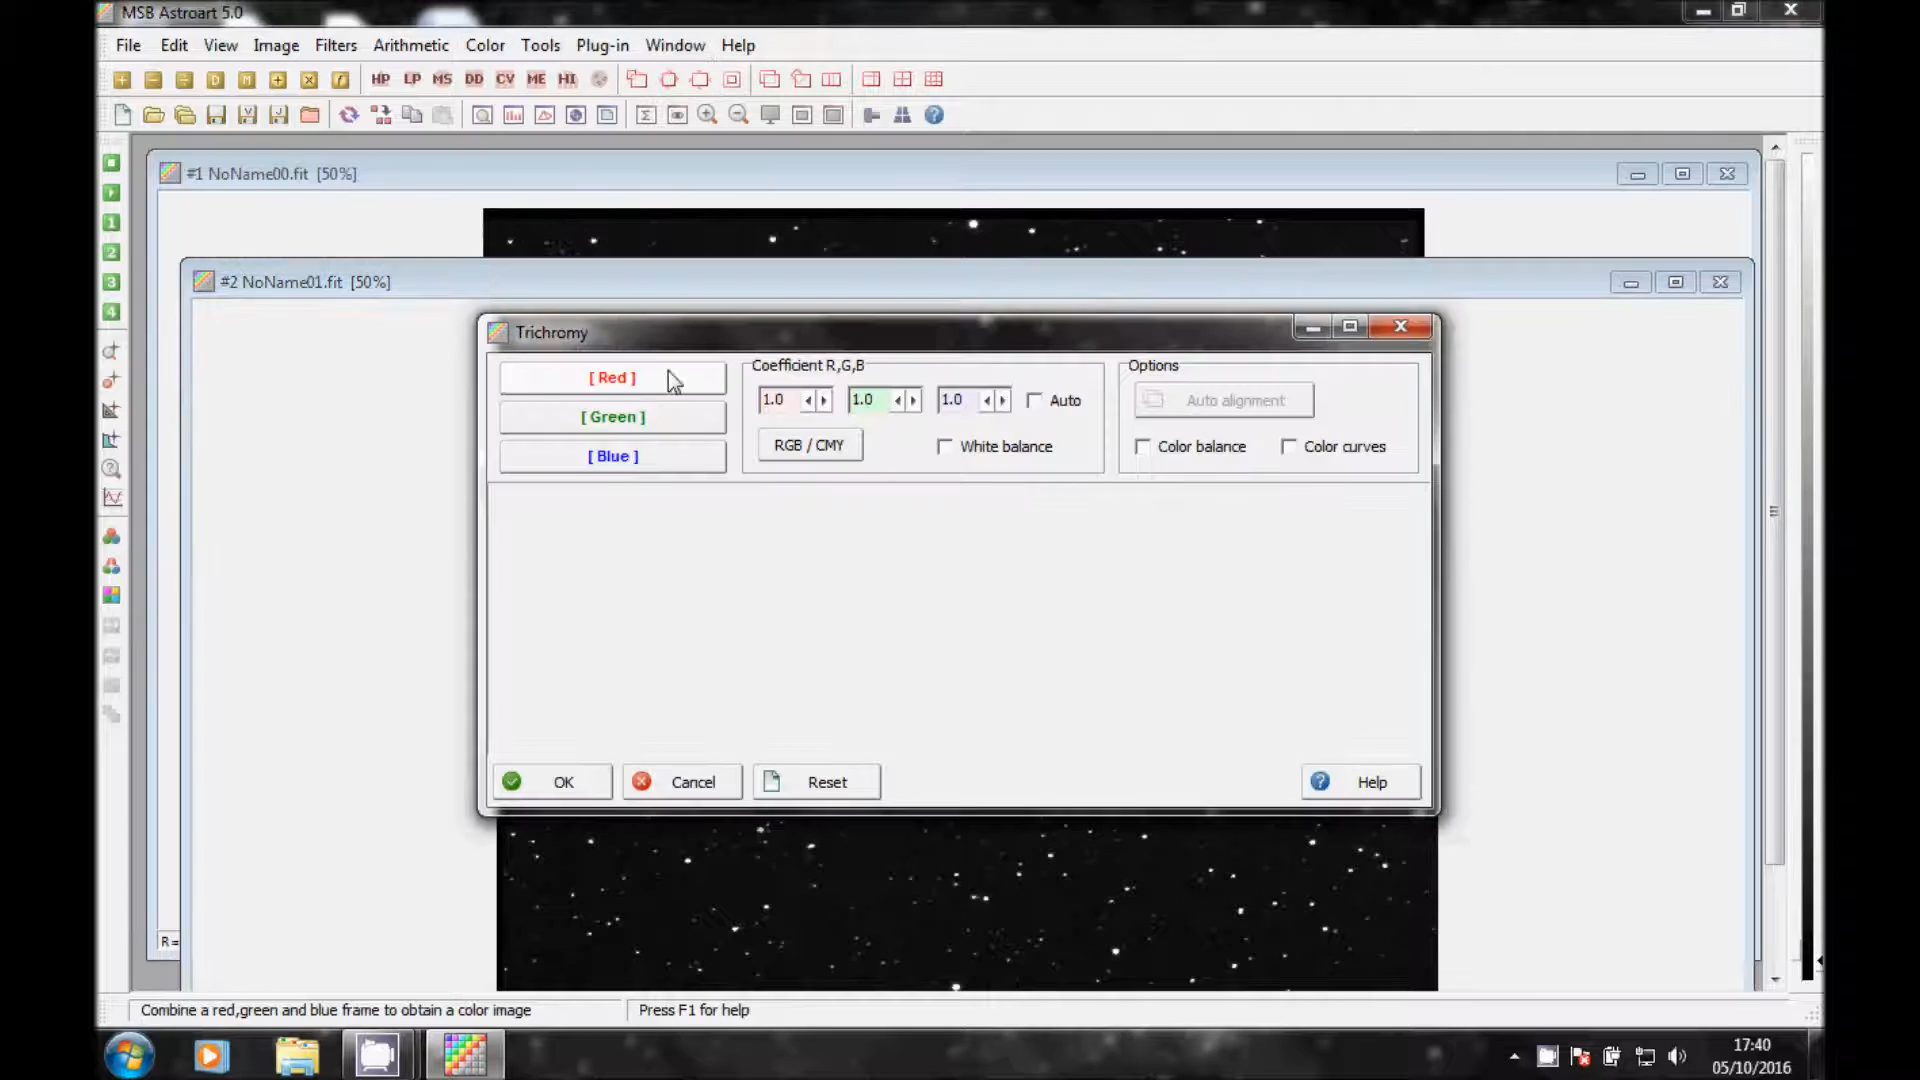 MSB Astroart 5.0
File Edit View Image Filters Arithmetic Color Tools Plug-in Window Help
D M x f HP LP MS DD CV ME HI
#1 NoName00.fit [50%]
1
2
3
4
#2 NoName01.fit [50%]
Trichromy
[ Red ]
[ Green ]
[ Blue ]
Coefficient R,G,B
1.0 1.0 1.0 Auto
RGB / CMY White balance
Options
Auto alignment
Color balance Color curves
OK Cancel Reset Help
R=
Combine a red,green and blue frame to obtain a color image Press F1 for help
17:40
05/10/2016